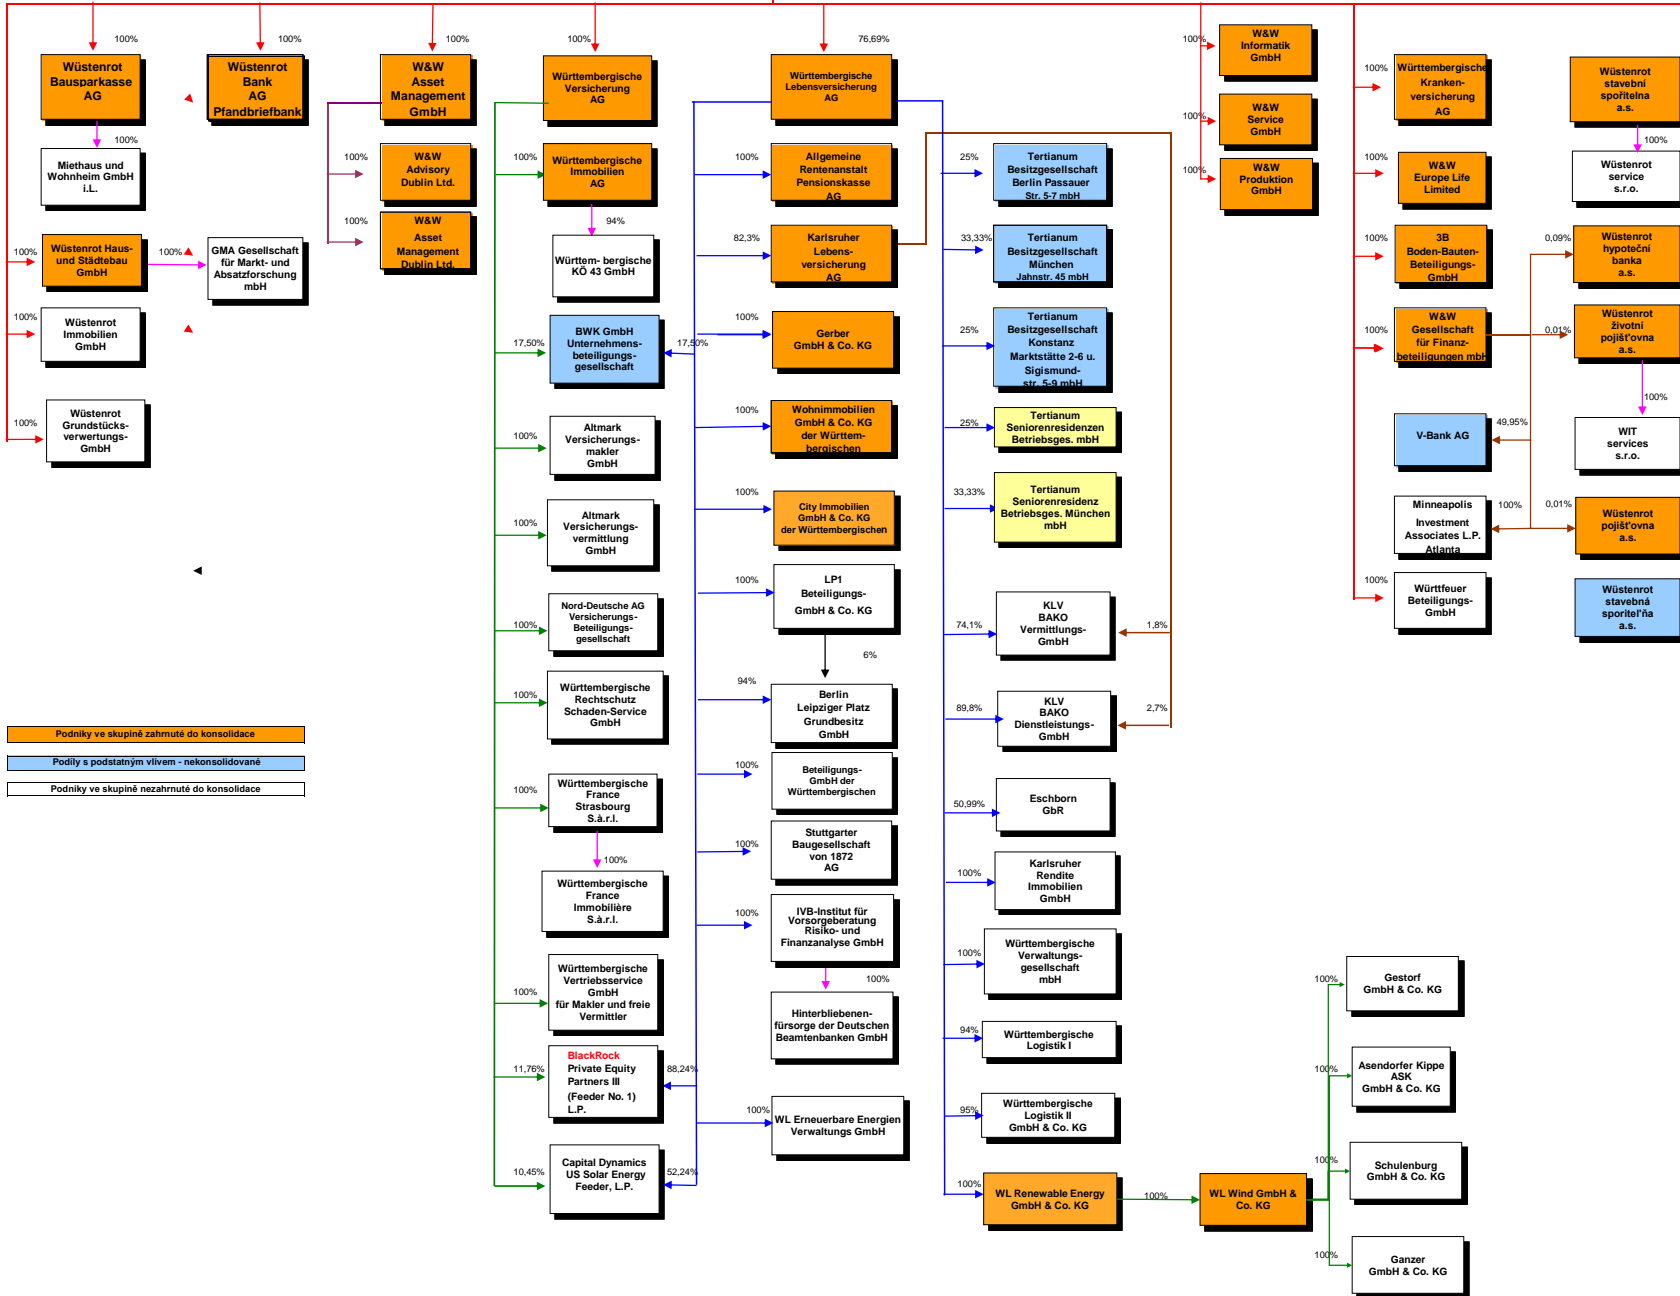 100%
Wüstenrot
Bausparkasse
AG
100%
Miethaus und
Wohnheim GmbH
i.L.
100%
Wüstenrot Haus-
und Städtebau
GmbH
100%
GMA Gesellschaft
für Markt- und
Absatzforschung
mbH
100%
Wüstenrot
Immobilien
GmbH
100%
Wüstenrot
Grundstücks-
verwertungs-
GmbH
100%
Wüstenrot
Bank
AG
Pfandbriefbank
100%
W&W
Asset
Management
GmbH
100%
W&W
Advisory
Dublin Ltd.
100%
W&W
Asset
Management
Dublin Ltd.
100%
Württembergische
Versicherung
AG
100%
Württembergische
Immobilien
AG
94%
Württem- bergische
KÖ 43 GmbH
17,50%
BWK GmbH
Unternehmens-
beteiligungs-
gesellschaft
17,50%
100%
Altmark
Versicherungs-
makler
GmbH
100%
Altmark
Versicherungs-
vermittlung
GmbH
100%
Nord-Deutsche AG
Versicherungs-
Beteiligungs-
gesellschaft
100%
Württembergische
Rechtschutz
Schaden-Service
GmbH
100%
Württembergische
France
Strasbourg
S.à.r.l.
100%
Württembergische
France
Immobilière
S.à.r.l.
100%
Württembergische
Vertriebsservice
GmbH
für Makler und freie
Vermittler
11,76%
BlackRock
Private Equity
Partners III
(Feeder No. 1)
L.P.
88,24%
10,45%
Capital Dynamics
US Solar Energy
Feeder, L.P.
52,24%
76,69%
Württembergische
Lebensversicherung
AG
100%
Allgemeine
Rentenanstalt
Pensionskasse
AG
82,3%
Karlsruher
Lebens-
versicherung
AG
100%
Gerber
GmbH & Co. KG
100%
Wohnimmobilien
GmbH & Co. KG
der Württem-
bergischen
100%
City Immobilien
GmbH & Co. KG
der Württembergischen
100%
LP1
Beteiligungs-
GmbH & Co. KG
6%
94%
Berlin
Leipziger Platz
Grundbesitz
GmbH
100%
Beteiligungs-
GmbH der
Württembergischen
100%
Stuttgarter
Baugesellschaft
von 1872
AG
100%
IVB-Institut für
Vorsorgeberatung
Risiko- und
Finanzanalyse GmbH
100%
Hinterbliebenen-
fürsorge der Deutschen
Beamtenbanken GmbH
100%
WL Erneuerbare Energien
Verwaltungs GmbH
25%
Tertianum
Besitzgesellschaft
Berlin Passauer
Str. 5-7 mbH
33,33%
Tertianum
Besitzgesellschaft
München
Jahnstr. 45 mbH
25%
Tertianum
Besitzgesellschaft
Konstanz
Marktstätte 2-6 u.
Sigismund-
str. 5-9 mbH
25%
Tertianum
Seniorenresidenzen
Betriebsges. mbH
33,33%
Tertianum
Seniorenresidenz
Betriebsges. München
mbH
74,1%
KLV
BAKO
Vermittlungs-
GmbH
1,8%
89,8%
KLV
BAKO
Dienstleistungs-
GmbH
2,7%
50,99%
Eschborn
GbR
100%
Karlsruher
Rendite
Immobilien
GmbH
100%
Württembergische
Verwaltungs-
gesellschaft
mbH
94%
Württembergische
Logistik I
95%
Württembergische
Logistik II
GmbH & Co. KG
100%
WL Renewable Energy
GmbH & Co. KG
100%
WL Wind GmbH &
Co. KG
100%
Gestorf
GmbH & Co. KG
100%
Asendorfer Kippe
ASK
GmbH & Co. KG
100%
Schulenburg
GmbH & Co. KG
100%
Ganzer
GmbH & Co. KG
100%
W&W
Informatik
GmbH
100%
W&W
Service
GmbH
100%
W&W
Produktion
GmbH
100%
Württembergische
Kranken-
versicherung
AG
100%
W&W
Europe Life
Limited
100%
3B
Boden-Bauten-
Beteiligungs-
GmbH
100%
W&W
Gesellschaft
für Finanz-
beteiligungen mbH
49,95%
V-Bank AG
100%
Minneapolis
Investment
Associates L.P.
Atlanta
100%
Württfeuer
Beteiligungs-
GmbH
Wüstenrot
stavební
spořitelna
a.s.
100%
Wüstenrot
service
s.r.o.
0,09%
Wüstenrot
hypoteční
banka
a.s.
0,01%
Wüstenrot
životní
pojišt'ovna
a.s.
100%
WIT
services
s.r.o.
0,01%
Wüstenrot
pojišt'ovna
a.s.
Wüstenrot
stavebná
sporitel'ňa
a.s.
Podniky ve skupině zahrnuté do konsolidace
Podíly s podstatným vlivem - nekonsolidované
Podniky ve skupině nezahrnuté do konsolidace